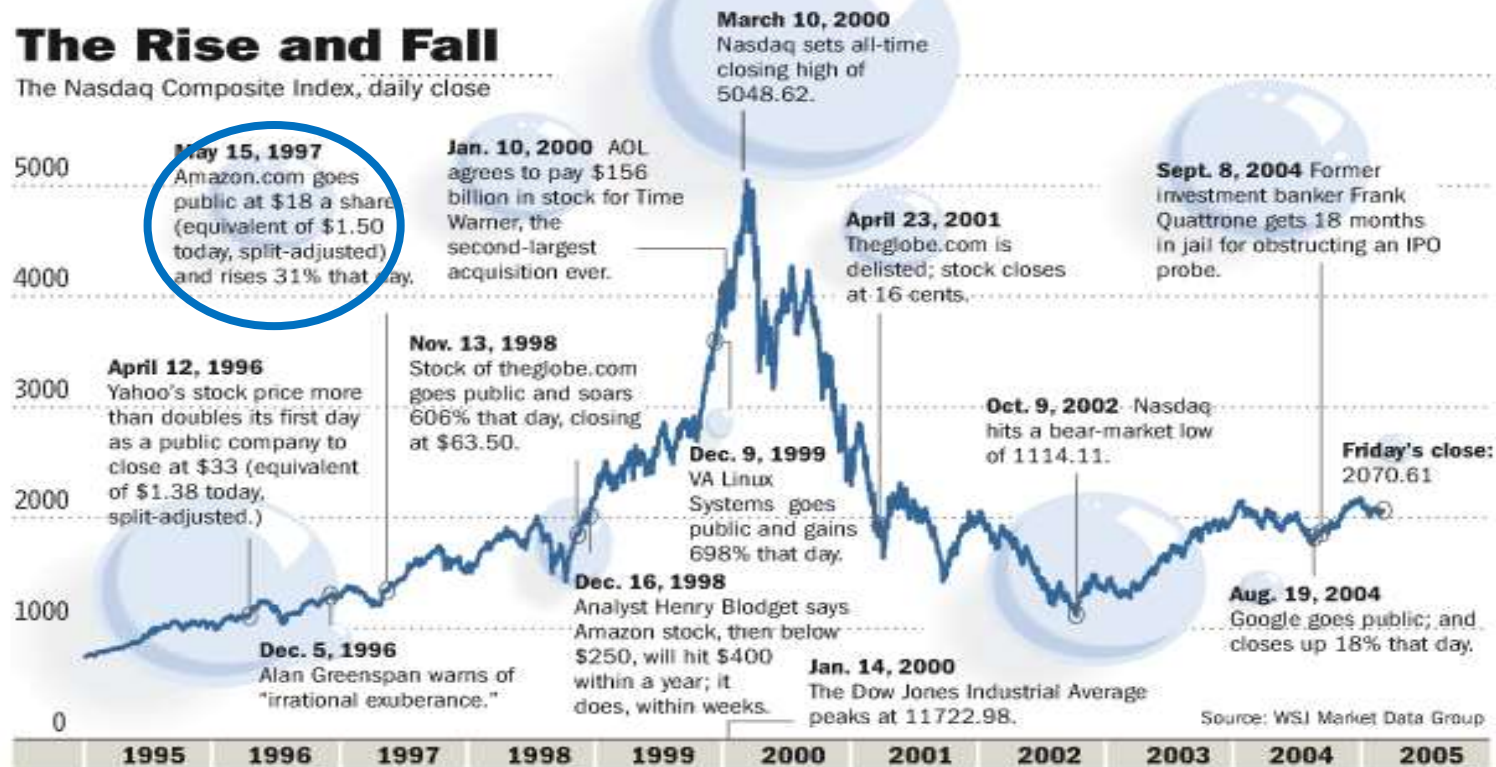 The Rise and Fall
The Nasdaq Composite Index, daily close
March 10, 2000
Nasdaq sets all-time
closing high of
5048.62.
May 15, 1997
Amazon.com goes
public at $18 a share
(equivalent of $1.50
today, split-adjusted)
and rises 31% that day.
Jan. 10, 2000 AOL
agrees to pay $156
billion in stock for Time
Warner, the
second-largest
acquisition ever.
April 23, 2001
Theglobe.com is
delisted; stock closes
at 16 cents.
Sept. 8, 2004 Former
investment banker Frank
Quattrone gets 18 months
in jail for obstructing an IPO
probe.
April 12, 1996
Yahoo's stock price more
than doubles its first day
as a public company to
close at $33 (equivalent
of $1.38 today,
split-adjusted.)
Nov. 13, 1998
Stock of theglobe.com
goes public and soars
606% that day, closing
at $63.50.
Dec. 9, 1999
VA Linux
Systems goes
public and gains
698% that day.
Oct. 9, 2002 Nasdaq
hits a bear-market low
of 1114.11.
Friday's close:
2070.61
Dec. 5, 1996
Alan Greenspan warns of
"irrational exuberance."
Dec. 16, 1998
Analyst Henry Blodget says
Amazon stock, then below
$250, will hit $400
within a year; it
does, within weeks.
Jan. 14, 2000
The Dow Jones Industrial Average
peaks at 11722.98.
Aug. 19, 2004
Google goes public; and
closes up 18% that day.
Source: WSJ Market Data Group
5000
4000
3000
2000
1000
0
1995 1996 1997 1998 1999 2000 2001 2002 2003 2004 2005